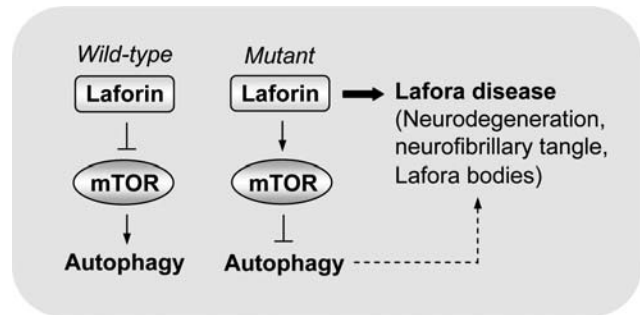 Wild-type
Mutant
Laforin
Laforin
Lafora disease
(Neurodegeneration,
neurofibrillary tangle,
Lafora bodies)
mTOR
mTOR
Autophagy
Autophagy